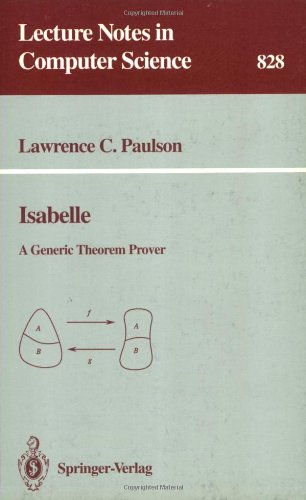 Lecture Notes in
Computer Science
828
Lawrence C. Paulson
Isabelle
A Generic Theorem Prover
f
A
A
B
B
g
Springer-Verlag